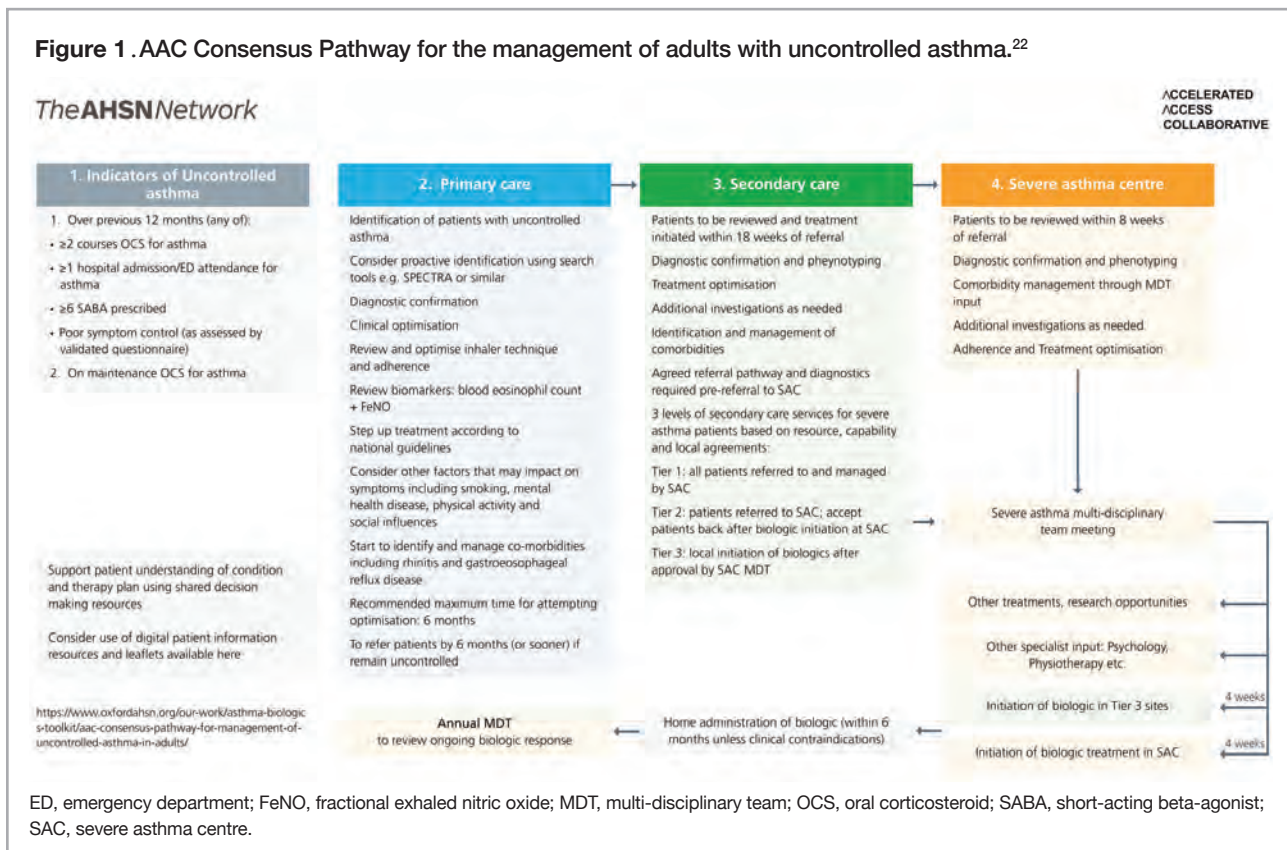 Figure 1. AAC Consensus Pathway for the management of adults with uncontrolled asthma.22
TheAHSNNetwork
ACCELERATED
ACCESS
COLLABORATIVE
1. Indicators of Uncontrolled
asthma
1. Over previous 12 months (any of):
• ≥2 courses OCS for asthma
• ≥1 hospital admission/ED attendance for
asthma
• ≥6 SABA prescribed
• Poor symptom control (as assessed by
validated questionnaire)
2. On maintenance OCS for asthma
Support patient understanding of condition
and therapy plan using shared decision
making resources
Consider use of digital patient information
resources and leaflets available here
https://www.oxfordahsn.org/our-work/asthma-biologic
s-toolkit/aac-consensus-pathway-for-management-of-
uncontrolled-asthma-in-adults/
2. Primary care
Identification of patients with uncontrolled
asthma
Consider proactive identification using search
tools e.g. SPECTRA or similar
Diagnostic confirmation
Clinical optimisation
Review and optimise inhaler technique
and adherence
Review biomarkers: blood eosinophil count
+ FeNO
Step up treatment according to
national guidelines
Consider other factors that may impact on
symptoms including smoking, mental
health disease, physical activity and
social influences
Start to identify and manage co-morbidities
including rhinitis and gastroeosophageal
reflux disease
Recommended maximum time for attempting
optimisation: 6 months
To refer patients by 6 months (or sooner) if
remain uncontrolled
3. Secondary care
Patients to be reviewed and treatment
initiated within 18 weeks of referral
Diagnostic confirmation and pheynotyping
Treatment optimisation
Additional investigations as needed
Identification and management of
comorbidities
Agreed referral pathway and diagnostics
required pre-referral to SAC
3 levels of secondary care services for severe
asthma patients based on resource, capability
and local agreements:
Tier 1: all patients referred to and managed
by SAC
Tier 2: patients referred to SAC; accept
patients back after biologic initiation at SAC
Tier 3: local initiation of biologics after
approval by SAC MDT
4. Severe asthma centre
Patients to be reviewed within 8 weeks
of referral
Diagnostic confirmation and phenotyping
Comorbidity management through MDT
input
Additional investigations as needed
Adherence and Treatment optimisation
Severe asthma multi-disciplinary
team meeting
Other treatments, research opportunities
Other specialist input: Psychology,
Physiotherapy etc.
4 weeks
Initiation of biologic in Tier 3 sites
4 weeks
Initiation of biologic treatment in SAC
Home administration of biologic (within 6
months unless clinical contraindications)
Annual MDT
to review ongoing biologic response
ED, emergency department; FeNO, fractional exhaled nitric oxide; MDT, multi-disciplinary team; OCS, oral corticosteroid; SABA, short-acting beta-agonist;
SAC, severe asthma centre.